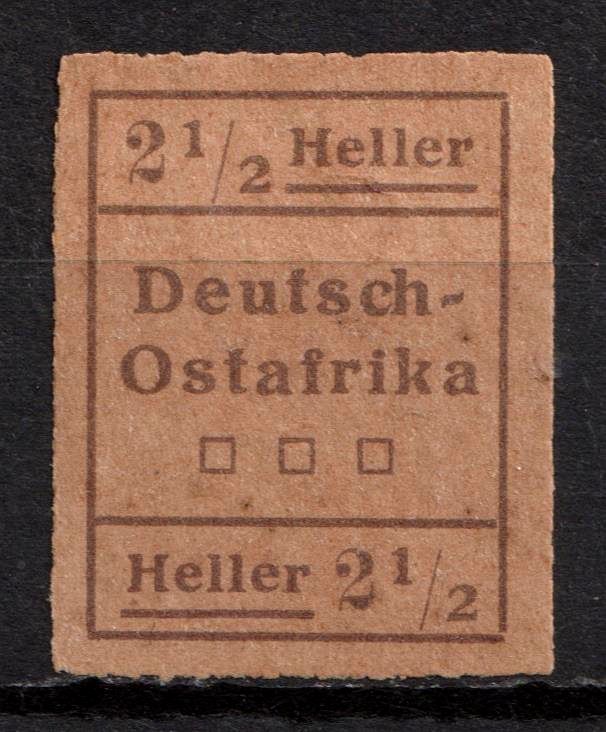 2 1/2 Heller
Deutsch-
Ostafrika
Heller 2 1/2